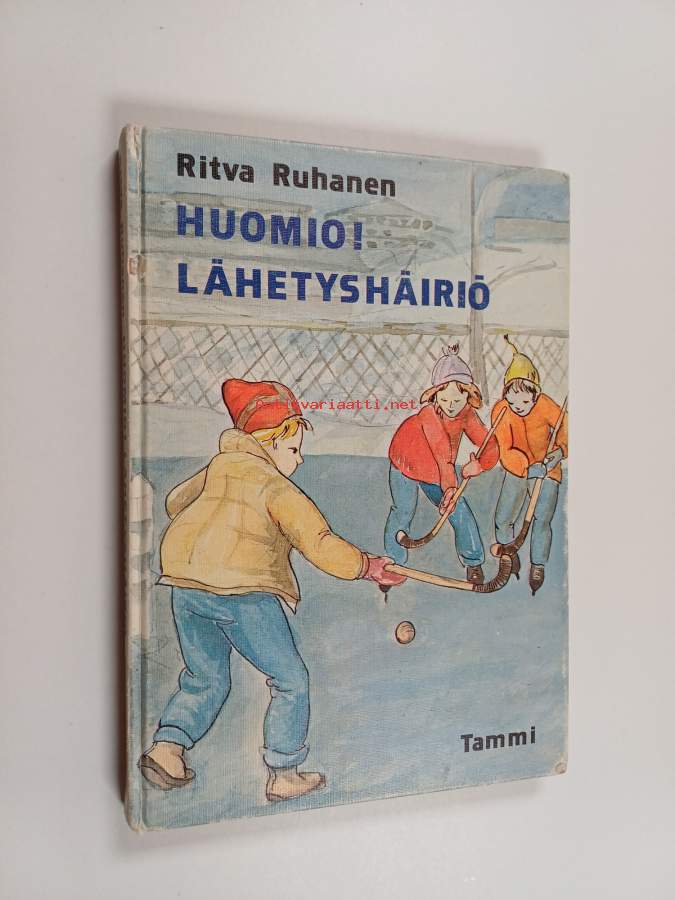 Ritva Ruhanen
HUOMIO!
LÄHETYSHÄIRIÖ
antikvariaatti.net
Tammi